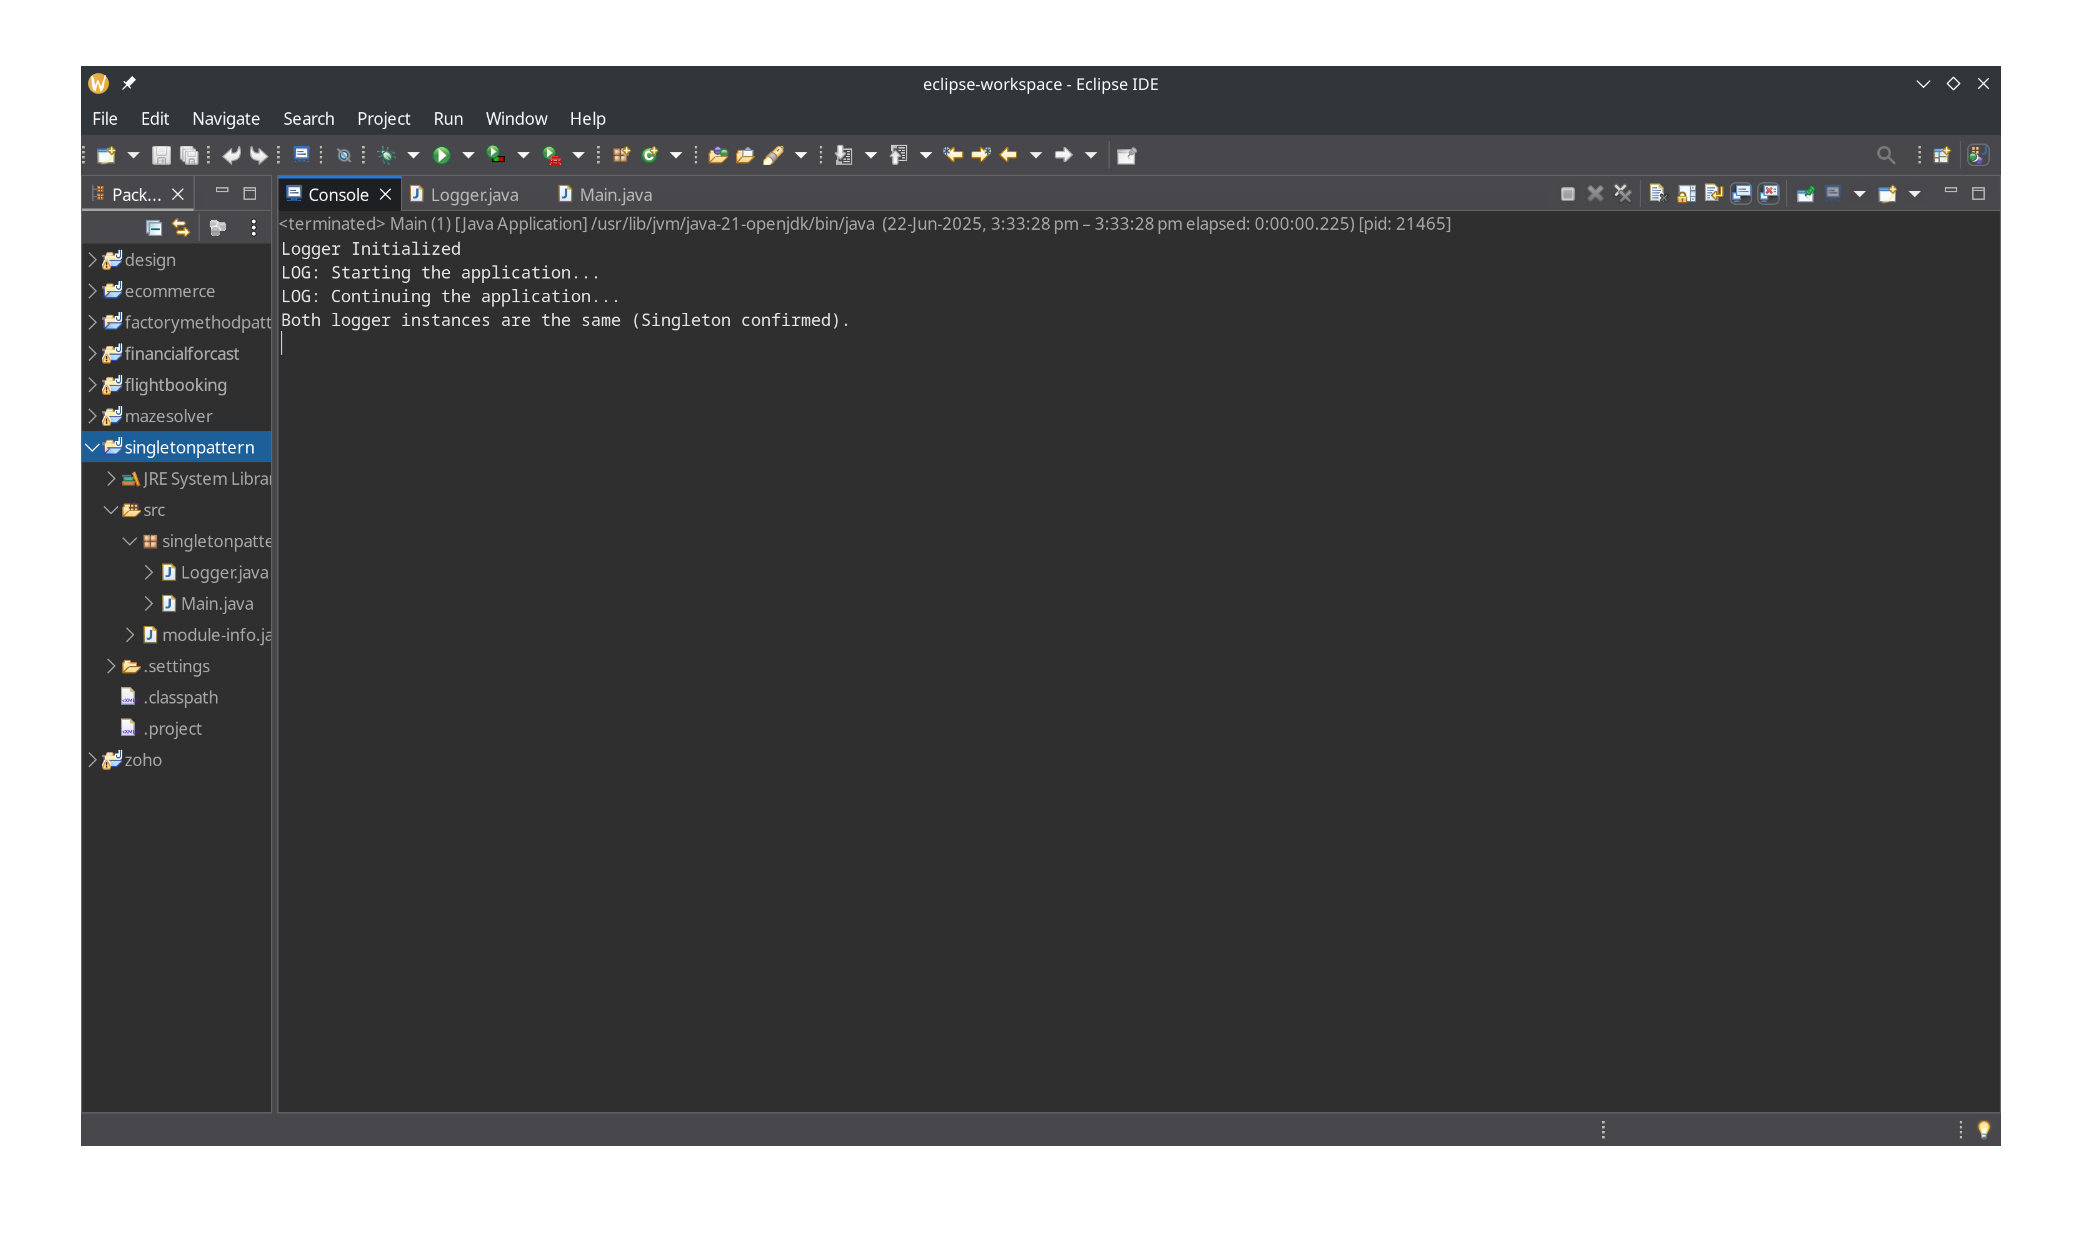 eclipse-workspace - Eclipse IDE
File Edit Navigate Search Project Run Window Help
Pack...
Console Logger.java Main.java
<terminated> Main (1) [Java Application] /usr/lib/jvm/java-21-openjdk/bin/java (22-Jun-2025, 3:33:28 pm – 3:33:28 pm elapsed: 0:00:00.225) [pid: 21465]
Logger Initialized
LOG: Starting the application...
LOG: Continuing the application...
Both logger instances are the same (Singleton confirmed).
design
ecommerce
factorymethodpatt
financialforcast
flightbooking
mazesolver
singletonpattern
JRE System Librar
src
singletonpatte
Logger.java
Main.java
module-info.ja
.settings
.classpath
.project
zoho